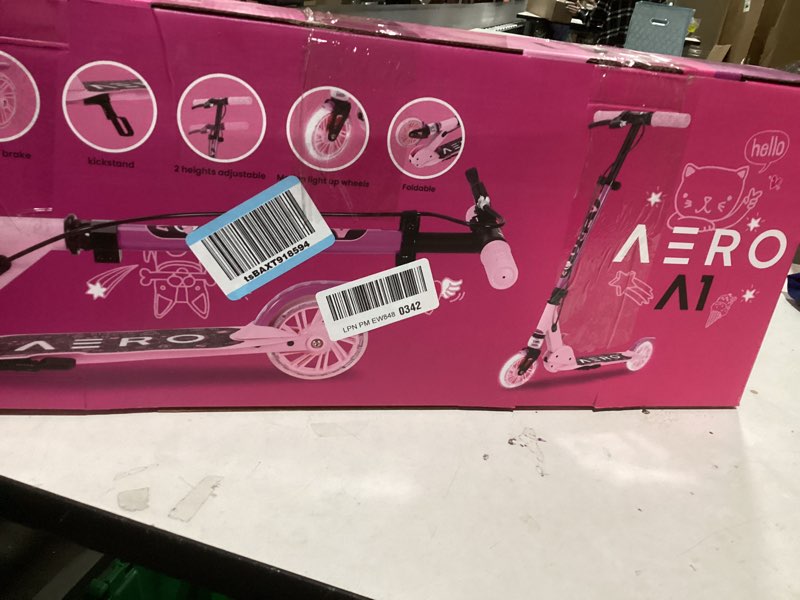 brake
kickstand
2 heights adjustable
light up wheels
Foldable
hello
AERO
A1
tsBAXT918594
LPN PM EW848 0342
AERO
AERO